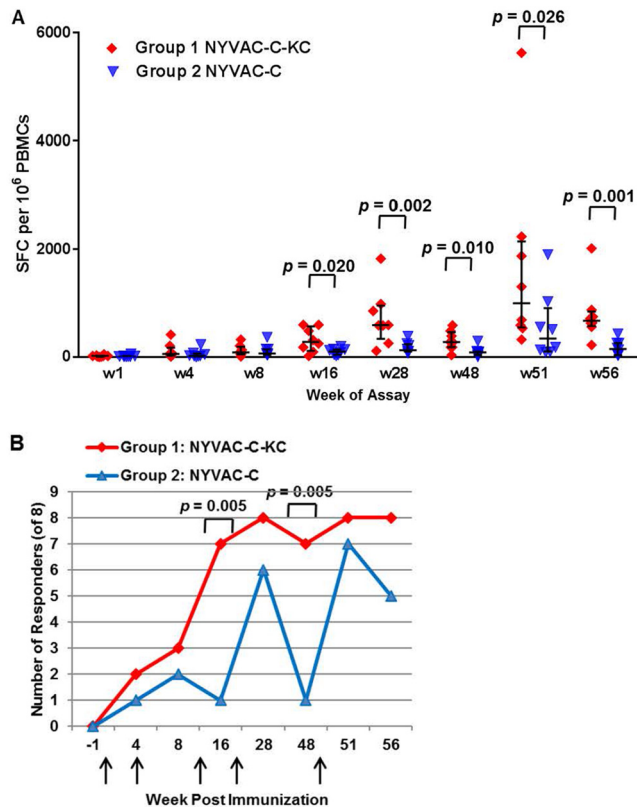 A
6000
4000
2000
0
SFC per 10⁶ PBMCs
Group 1 NYVAC-C-KC
Group 2 NYVAC-C
p = 0.020
p = 0.002
p = 0.010
p = 0.026
p = 0.001
w1 w4 w8 w16 w28 w48 w51 w56
Week of Assay
B
Group 1: NYVAC-C-KC
Group 2: NYVAC-C
9
8
7
6
5
4
3
2
1
0
Number of Responders (of 8)
p = 0.005
p = 0.005
-1 4 8 16 28 48 51 56
Week Post Immunization